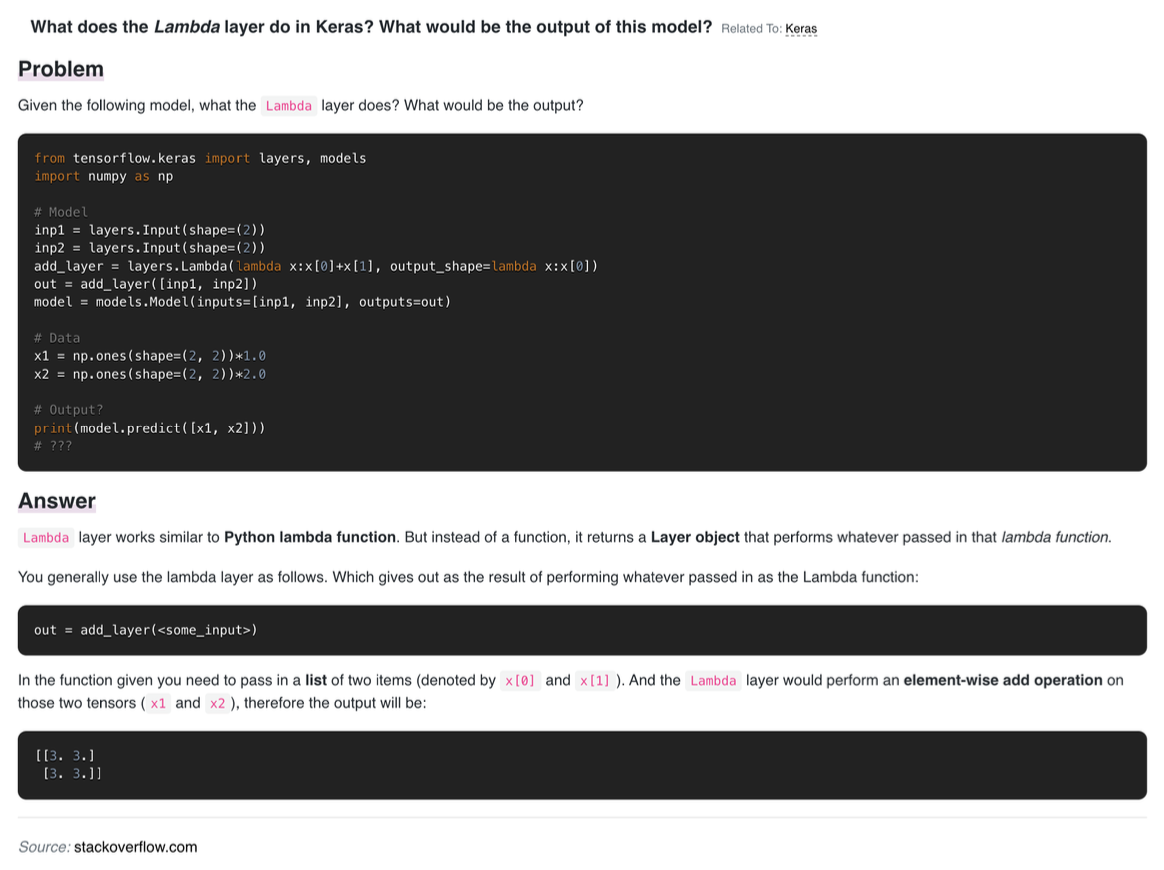 What does the Lambda layer do in Keras? What would be the output of this model? Related To: Keras
Problem
Given the following model, what the Lambda layer does? What would be the output?
from tensorflow.keras import layers, models
import numpy as np
# Model
inp1 = layers.Input(shape=(2))
inp2 = layers.Input(shape=(2))
add_layer = layers.Lambda(lambda x:x[0]+x[1], output_shape=lambda x:x[0])
out = add_layer([inp1, inp2])
model = models.Model(inputs=[inp1, inp2], outputs=out)
# Data
x1 = np.ones(shape=(2, 2))*1.0
x2 = np.ones(shape=(2, 2))*2.0
# Output?
print(model.predict([x1, x2]))
# ???
Answer
Lambda layer works similar to Python lambda function. But instead of a function, it returns a Layer object that performs whatever passed in that lambda function.
You generally use the lambda layer as follows. Which gives out as the result of performing whatever passed in as the Lambda function:
out = add_layer(<some_input>)
In the function given you need to pass in a list of two items (denoted by x[0] and x[1] ). And the Lambda layer would perform an element-wise add operation on
those two tensors ( x1 and x2 ), therefore the output will be:
[[3. 3.]
[3. 3.]]
Source: stackoverflow.com